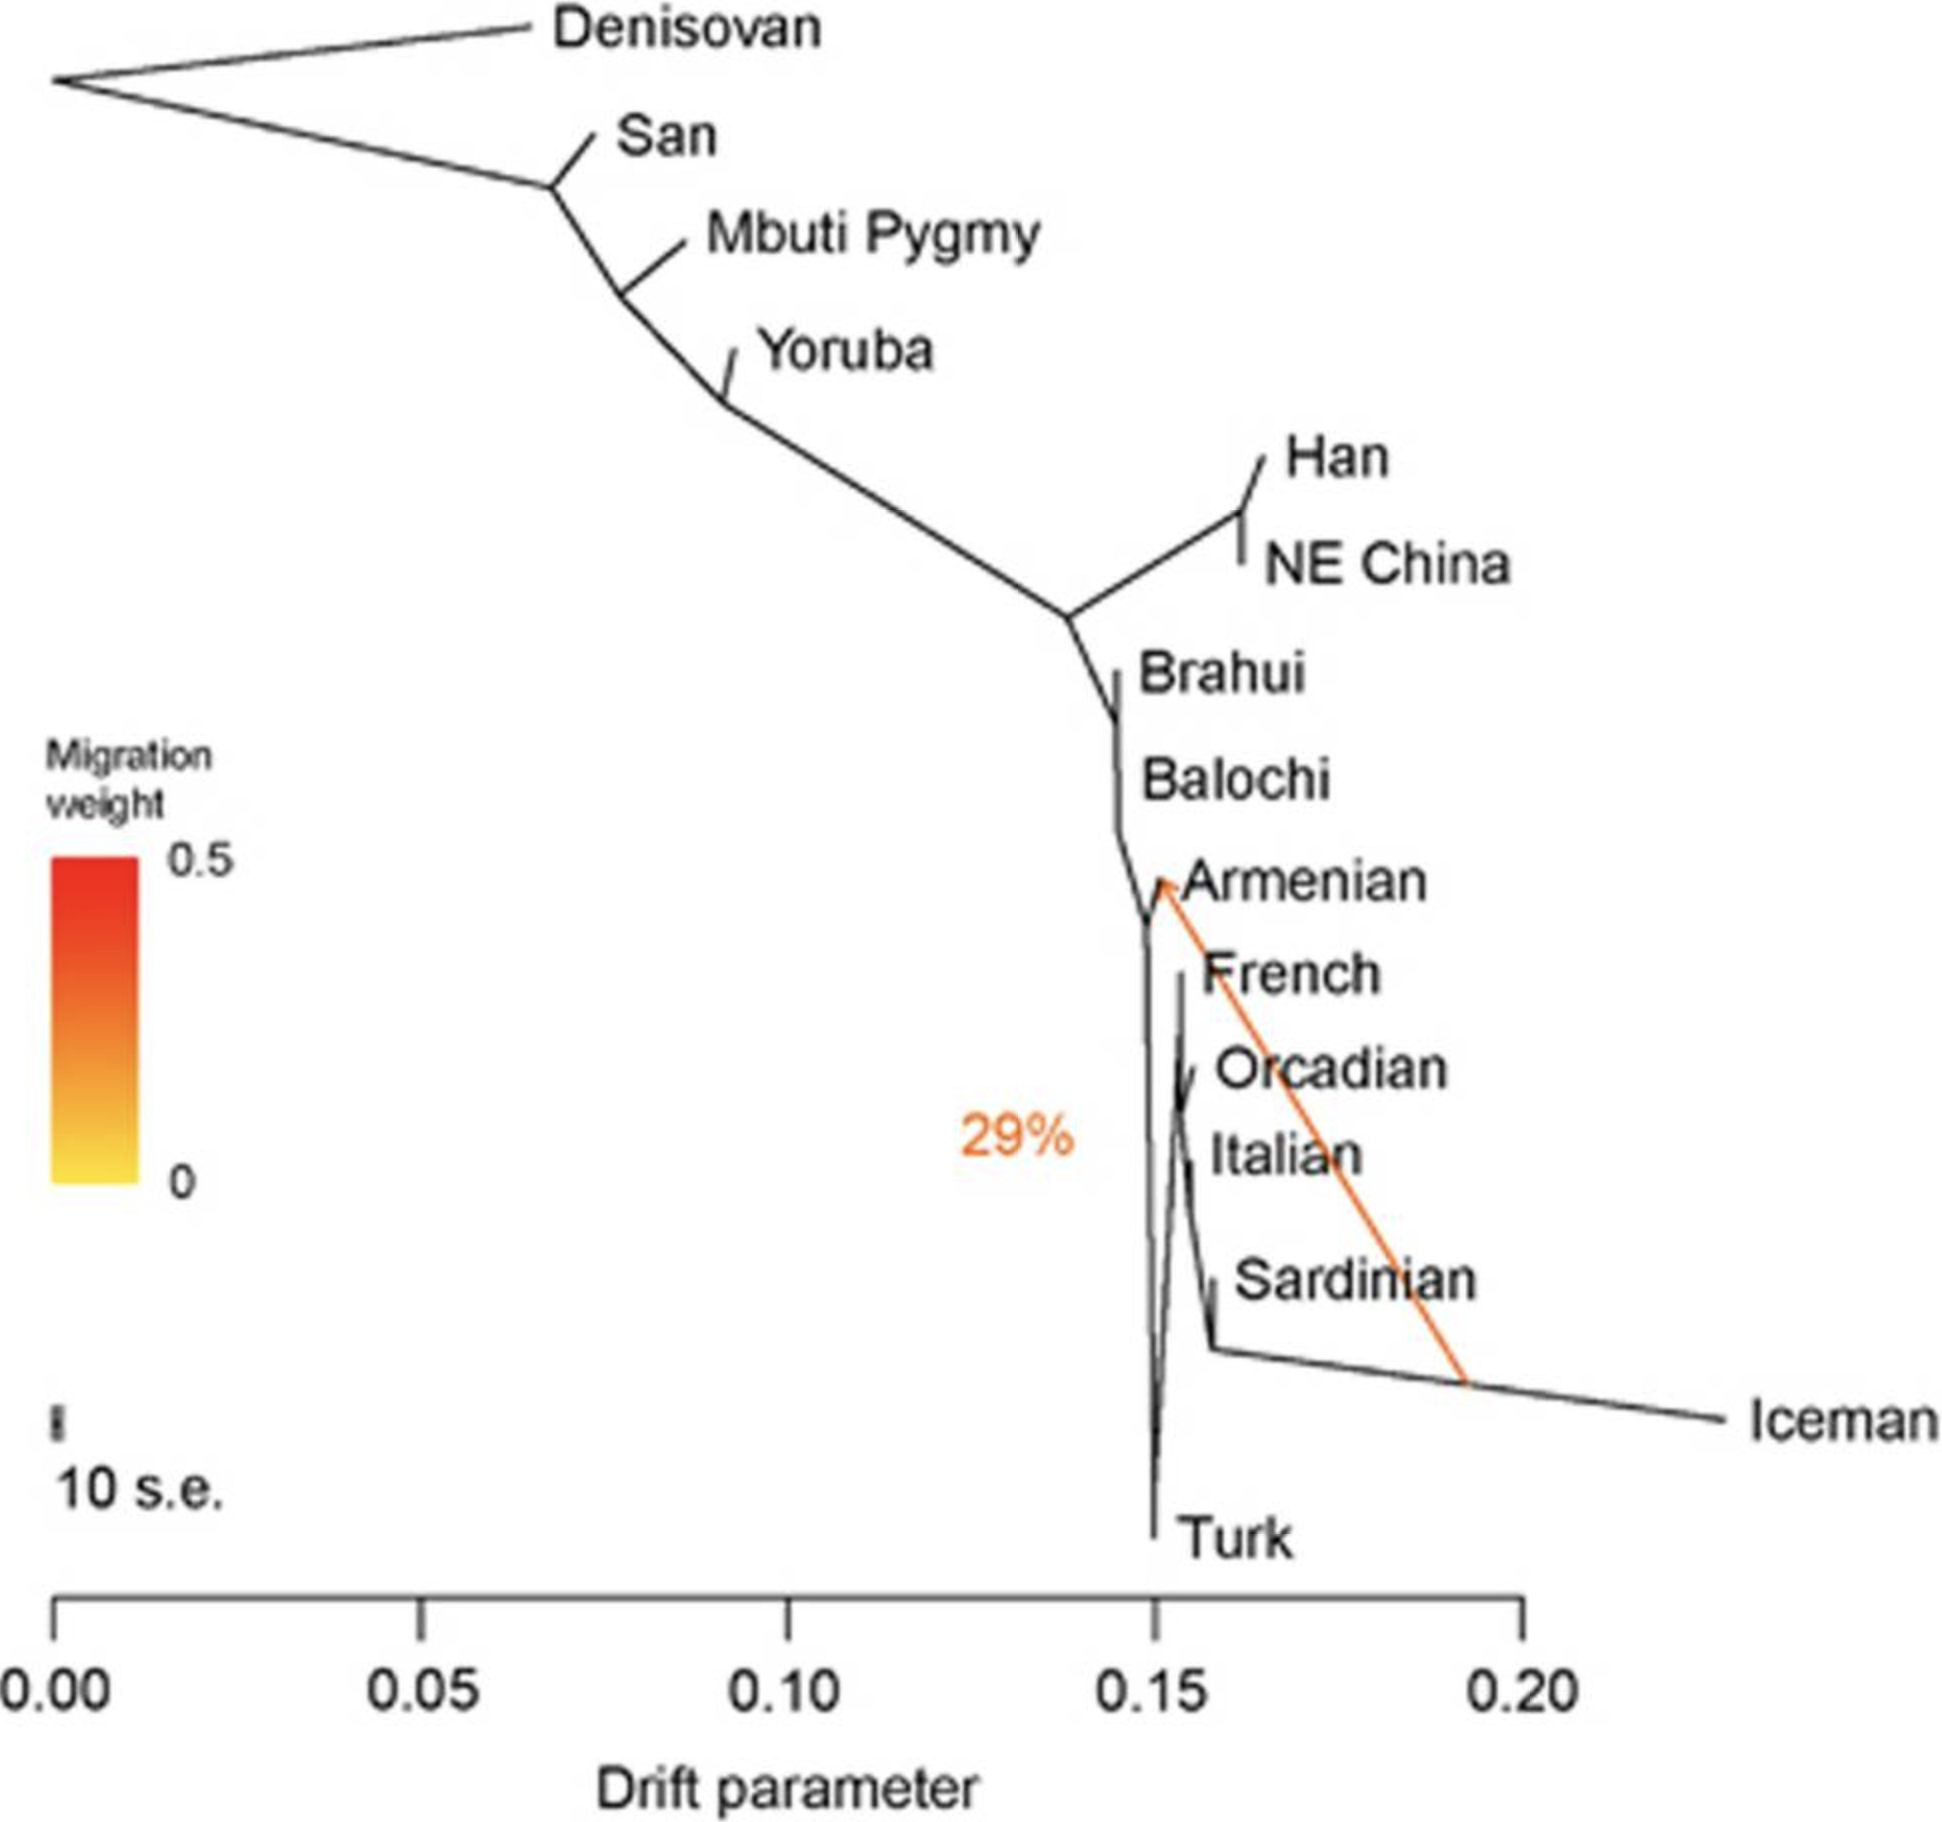 Denisovan
San
Mbuti Pygmy
Yoruba
Han
NE China
Brahui
Migration
weight
Balochi
0.5
Armenian
French
Orcadian
29%
Italian
0
Sardinian
Iceman
10 s.e.
Turk
0.00 0.05 0.10 0.15 0.20
Drift parameter